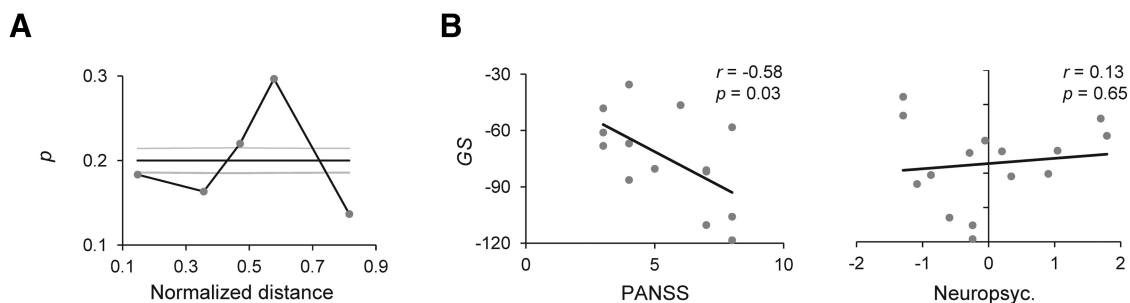 A
B
0.3
0.2
0.1
p
0.1 0.3 0.5 0.7 0.9
Normalized distance
-30
-60
-90
-120
GS
r = -0.58
p = 0.03
0 5 10
PANSS
r = 0.13
p = 0.65
-2 -1 0 1 2
Neuropsyc.